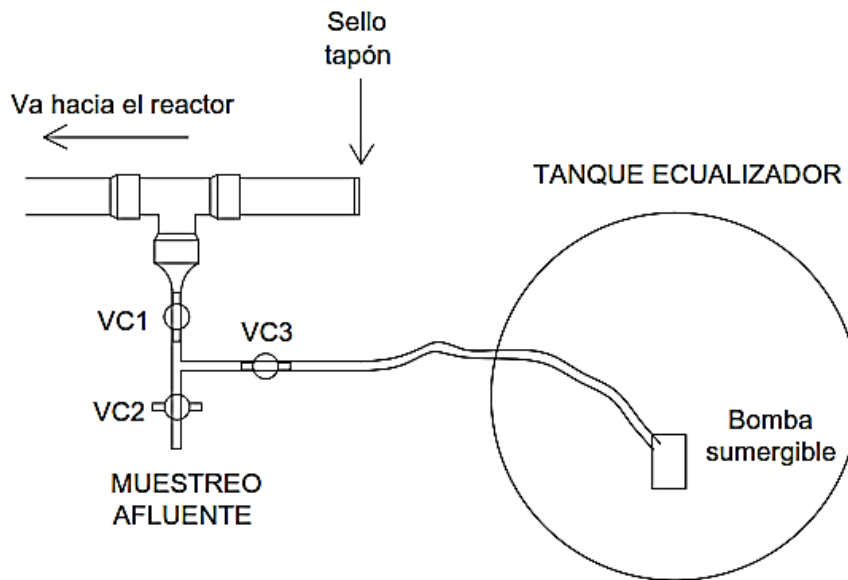 Sello
tapón
Va hacia el reactor
TANQUE ECUALIZADOR
VC1
VC3
VC2
Bomba
sumergible
MUESTREO
AFLUENTE